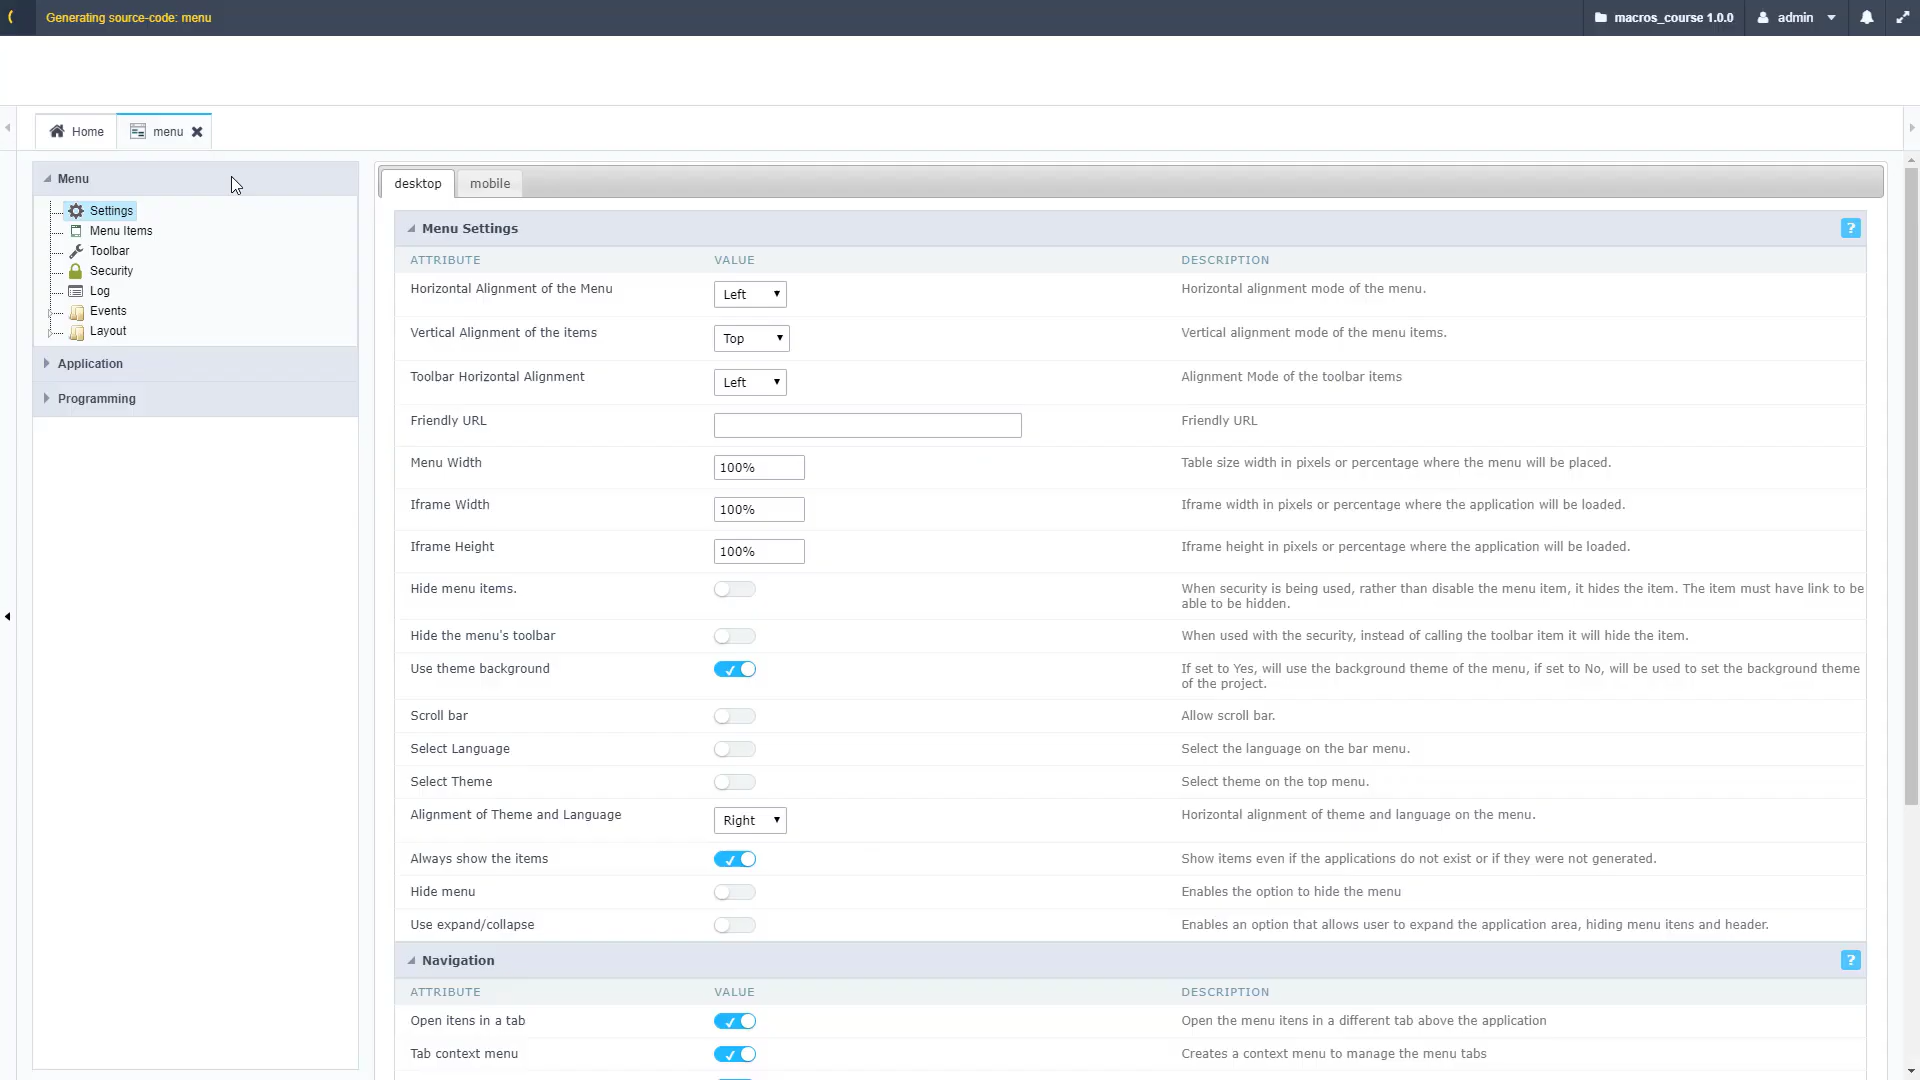 Generating source-code: menu
macros_course 1.0.0
admin
Home
menu
Menu
Settings
Menu Items
Toolbar
Security
Log
Events
Layout
Application
Programming
desktop
mobile
Menu Settings
?
ATTRIBUTE VALUE DESCRIPTION
Horizontal Alignment of the Menu Left Horizontal alignment mode of the menu.
Vertical Alignment of the items Top Vertical alignment mode of the menu items.
Toolbar Horizontal Alignment Left Alignment Mode of the toolbar items
Friendly URL Friendly URL
Menu Width 100% Table size width in pixels or percentage where the menu will be placed.
Iframe Width 100% Iframe width in pixels or percentage where the application will be loaded.
Iframe Height 100% Iframe height in pixels or percentage where the application will be loaded.
Hide menu items. When security is being used, rather than disable the menu item, it hides the item. The item must have link to be
able to be hidden.
Hide the menu's toolbar When used with the security, instead of calling the toolbar item it will hide the item.
Use theme background If set to Yes, will use the background theme of the menu, if set to No, will be used to set the background theme
of the project.
Scroll bar Allow scroll bar.
Select Language Select the language on the bar menu.
Select Theme Select theme on the top menu.
Alignment of Theme and Language Right Horizontal alignment of theme and language on the menu.
Always show the items Show items even if the applications do not exist or if they were not generated.
Hide menu Enables the option to hide the menu
Use expand/collapse Enables an option that allows user to expand the application area, hiding menu itens and header.
Navigation
?
ATTRIBUTE VALUE DESCRIPTION
Open itens in a tab Open the menu itens in a different tab above the application
Tab context menu Creates a context menu to manage the menu tabs